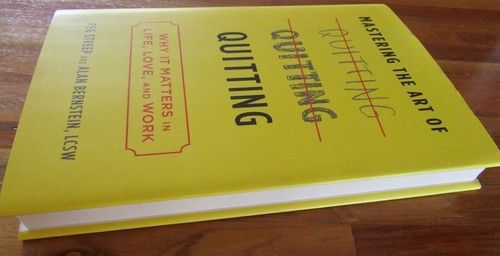 MASTERING THE ART OF
QUITTING
QUITTING
QUITTING
WHY IT MATTERS IN
LIFE, LOVE, AND WORK
PEG STREEP AND ALAN BERNSTEIN, LCSW